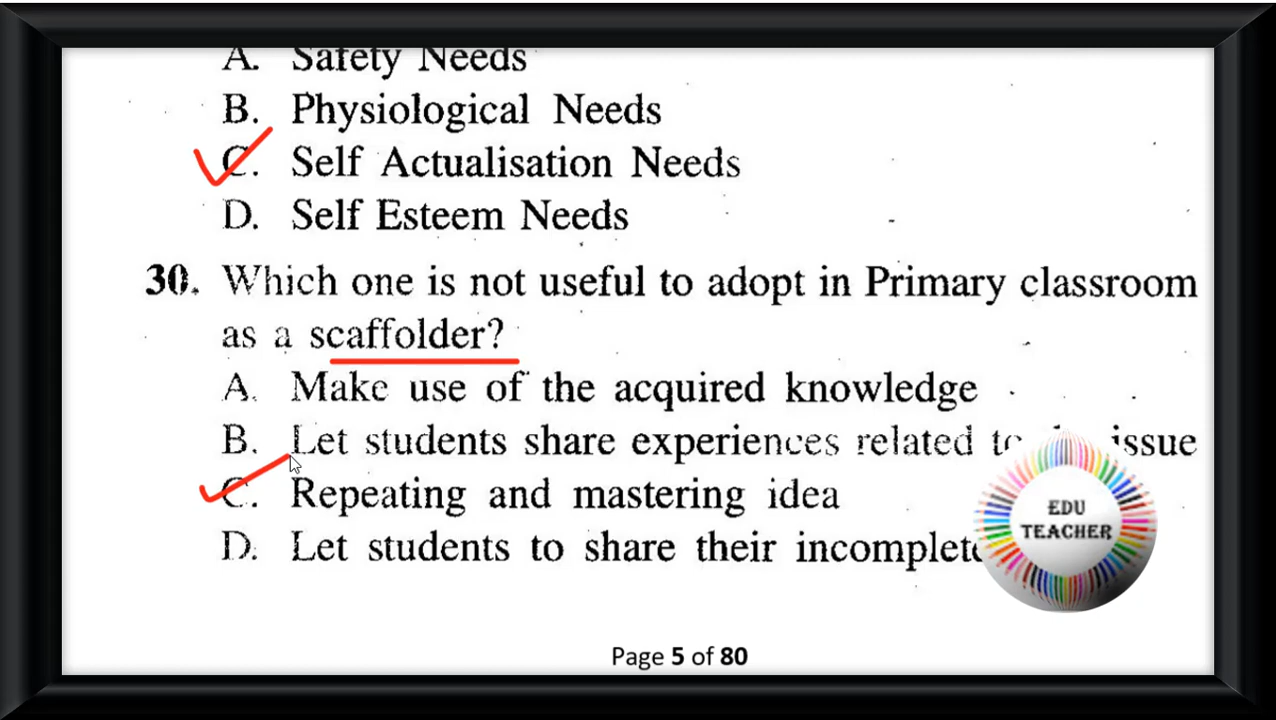 A. Safety Needs
B. Physiological Needs
C. Self Actualisation Needs
D. Self Esteem Needs
30. Which one is not useful to adopt in Primary classroom
as a scaffolder?
A. Make use of the acquired knowledge
B. Let students share experiences related to issue
C. Repeating and mastering idea
D. Let students to share their incomplete
EDU
TEACHER
Page 5 of 80